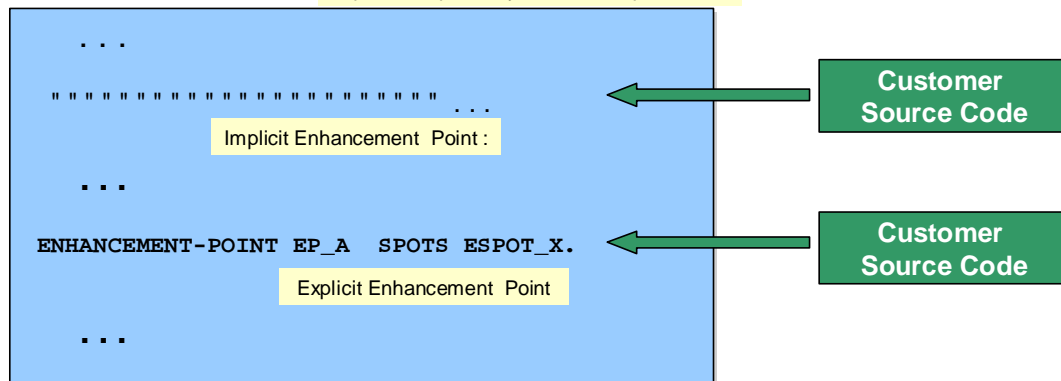 . . .
" " " " " " " " " " " " " " " " " " " " " " " . . .
Customer
Source Code
Implicit Enhancement Point :
...
ENHANCEMENT-POINT EP_A SPOTS ESPOT_X.
Customer
Source Code
Explicit Enhancement Point
...